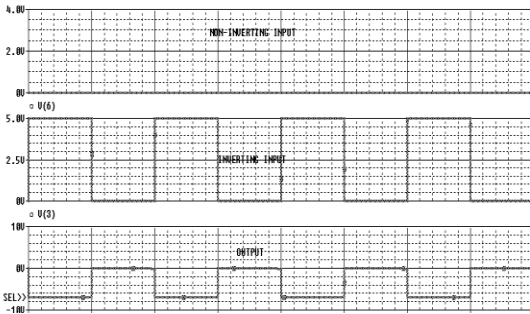 4.0V
NON-INVERTING INPUT
2.0V
0V
V(6)
5.0V
2.5V
INVERTING INPUT
0V
V(3)
10V
OUTPUT
0V
SEL>>
-10V